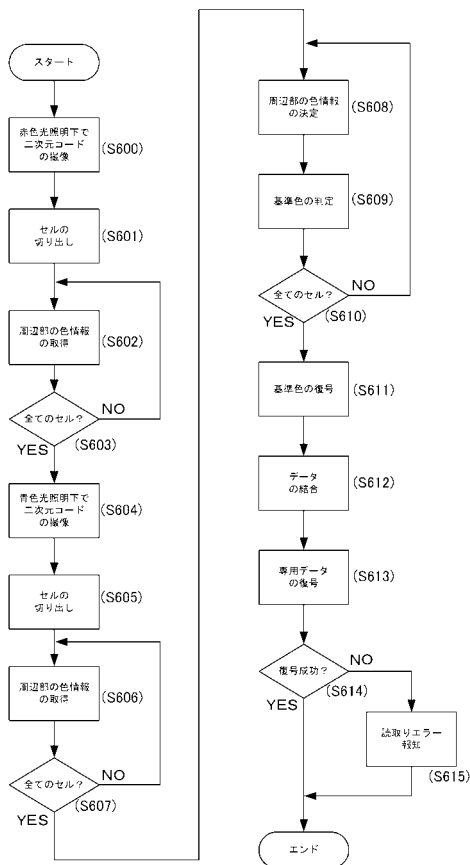 スタート
赤色光照明下で
二次元コード
の撮像
(S600)
セルの
切り出し
(S601)
周辺部の色情報
の取得
(S602)
全てのセル?
NO
(S603)
YES
青色光照明下で
二次元コード
の撮像
(S604)
セルの
切り出し
(S605)
周辺部の色情報
の取得
(S606)
全てのセル?
NO
(S607)
YES
周辺部の色情報
の決定
(S608)
基準色の判定
(S609)
全てのセル?
NO
(S610)
YES
基準色の復号
(S611)
データ
の結合
(S612)
専用データ
の復号
(S613)
復号成功?
NO
(S614)
YES
読取りエラー
報知
(S615)
エンド